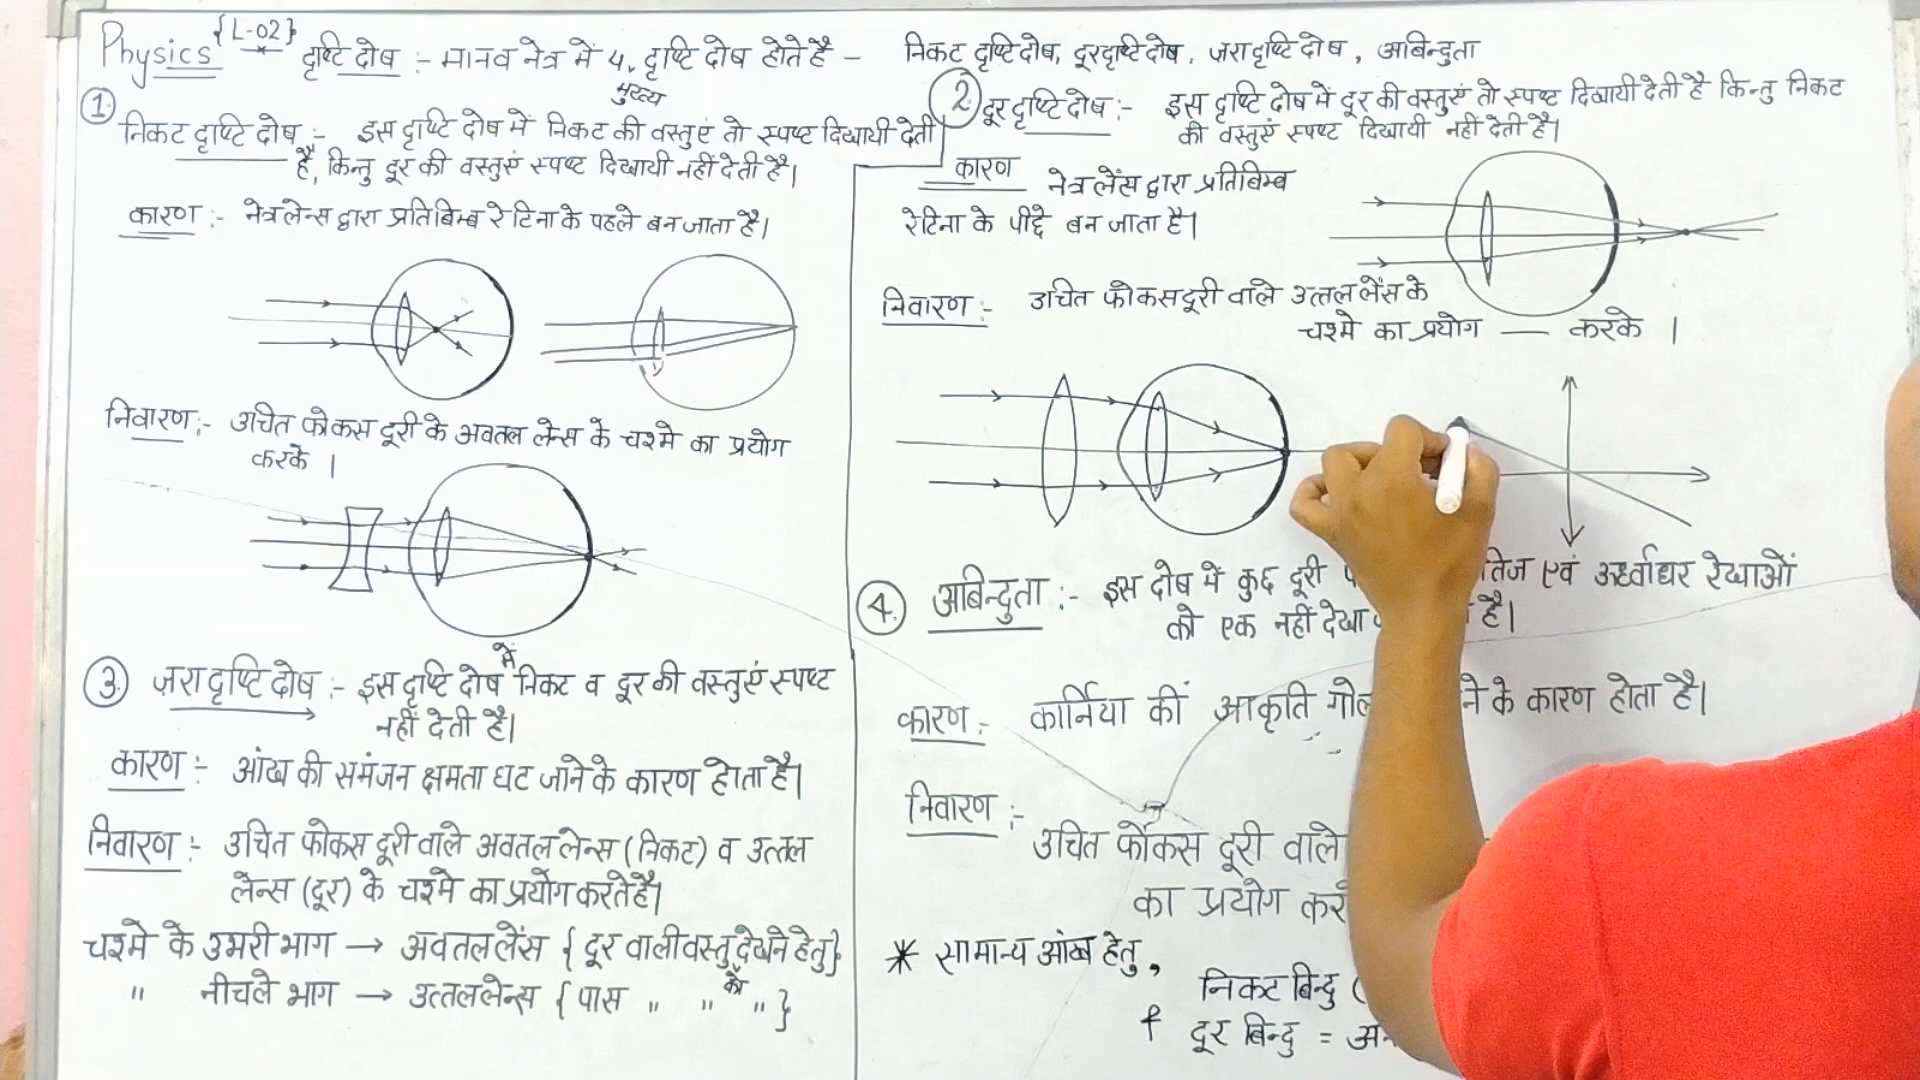 Physics {L-02}
दृष्टि दोष :- मानव नेत्र में 4 मुख्य दृष्टि दोष होते है – निकट दृष्टि दोष, दूरदृष्टि दोष, जरा दृष्टि दोष, अबिन्दुता
1. निकट दृष्टि दोष :- इस दृष्टि दोष में निकट की वस्तुएं तो स्पष्ट दिखायी देती
है, किन्तु दूर की वस्तुएं स्पष्ट दिखायी नहीं देती है।
कारण :- नेत्र लेन्स द्वारा प्रतिबिम्ब रेटिना के पहले बन जाता है।
निवारण :- उचित फोकस दूरी के अवतल लेन्स के चश्मे का प्रयोग
करके ।
3. जरा दृष्टि दोष :- इस दृष्टि दोष में निकट व दूर की वस्तुएं स्पष्ट
नहीं देती है।
कारण :- आंख की समंजन क्षमता घट जाने के कारण होता है।
निवारण :- उचित फोकस दूरी वाले अवतल लेन्स (निकट) व उत्तल
लेन्स (दूर) के चश्मे का प्रयोग करते है।
चश्मे के उभरी भाग → अवतल लेंस { दूर वाली वस्तु को देखने हेतु}
" नीचले भाग → उत्तल लेन्स { पास " " " }
2. दूर दृष्टि दोष :- इस दृष्टि दोष में दूर की वस्तुएं तो स्पष्ट दिखायी देती है किन्तु निकट
की वस्तुएं स्पष्ट दिखायी नहीं देती है।
कारण नेत्र लेंस द्वारा प्रतिबिम्ब
रेटिना के पीछे बन जाता है।
निवारण :- उचित फोकस दूरी वाले उत्तल लेंस के
चश्मे का प्रयोग — करके ।
4. अबिन्दुता :- इस दोष में कुछ दूरी तिज एवं ऊर्ध्वाधर रेखाओं
को एक नहीं देखा है।
कारण :- कार्निया की आकृति गोल ने के कारण होता है।
निवारण :-
उचित फोकस दूरी वाले
का प्रयोग कर
* सामान्य आंख हेतु,
निकट बिन्दु (
f दूर बिन्दु = अ